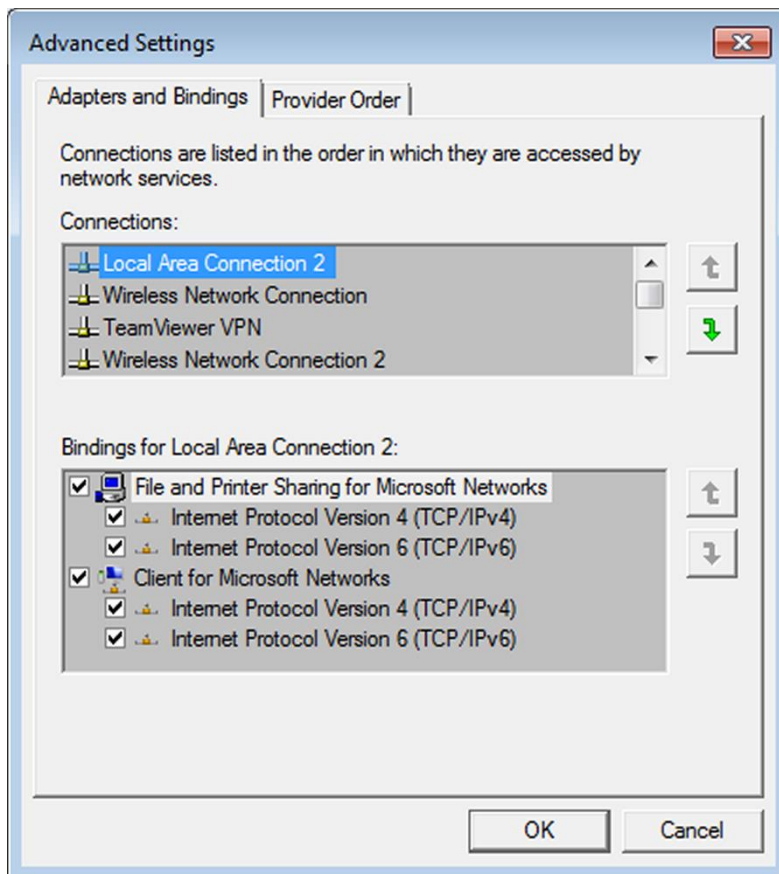 Advanced Settings
Adapters and Bindings
Provider Order
Connections are listed in the order in which they are accessed by
network services.
Connections:
Local Area Connection 2
Wireless Network Connection
TeamViewer VPN
Wireless Network Connection 2
Bindings for Local Area Connection 2:
File and Printer Sharing for Microsoft Networks
Internet Protocol Version 4 (TCP/IPv4)
Internet Protocol Version 6 (TCP/IPv6)
Client for Microsoft Networks
Internet Protocol Version 4 (TCP/IPv4)
Internet Protocol Version 6 (TCP/IPv6)
OK
Cancel